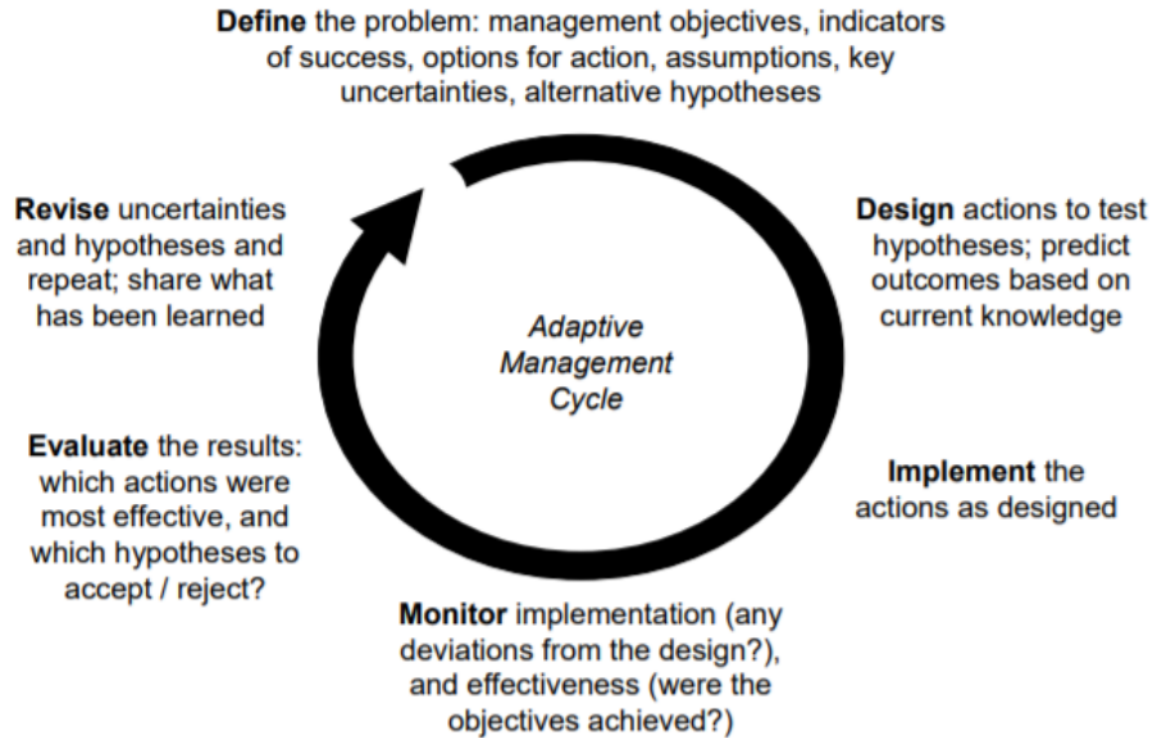 Define the problem: management objectives, indicators
of success, options for action, assumptions, key
uncertainties, alternative hypotheses
Design actions to test
hypotheses; predict
outcomes based on
current knowledge
Implement the
actions as designed
Monitor implementation (any
deviations from the design?),
and effectiveness (were the
objectives achieved?)
Evaluate the results:
which actions were
most effective, and
which hypotheses to
accept / reject?
Revise uncertainties
and hypotheses and
repeat; share what
has been learned
Adaptive
Management
Cycle